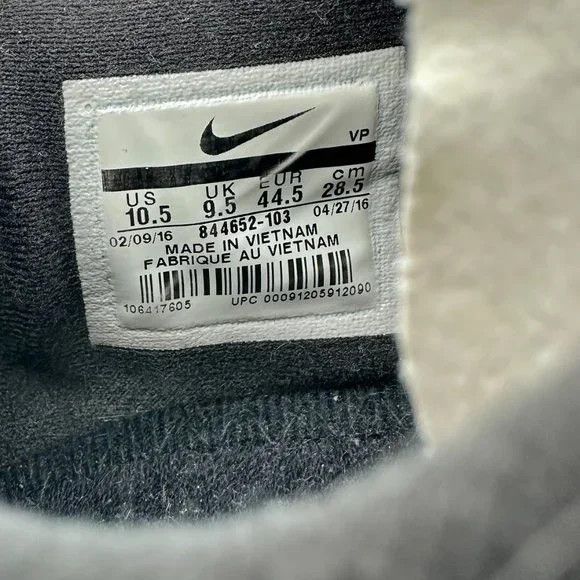 VP
US UK EUR cm
10.5 9.5 44.5 28.5
02/09/16 844652-103 04/27/16
MADE IN VIETNAM
FABRIQUE AU VIETNAM
106417605 UPC 00091205912090